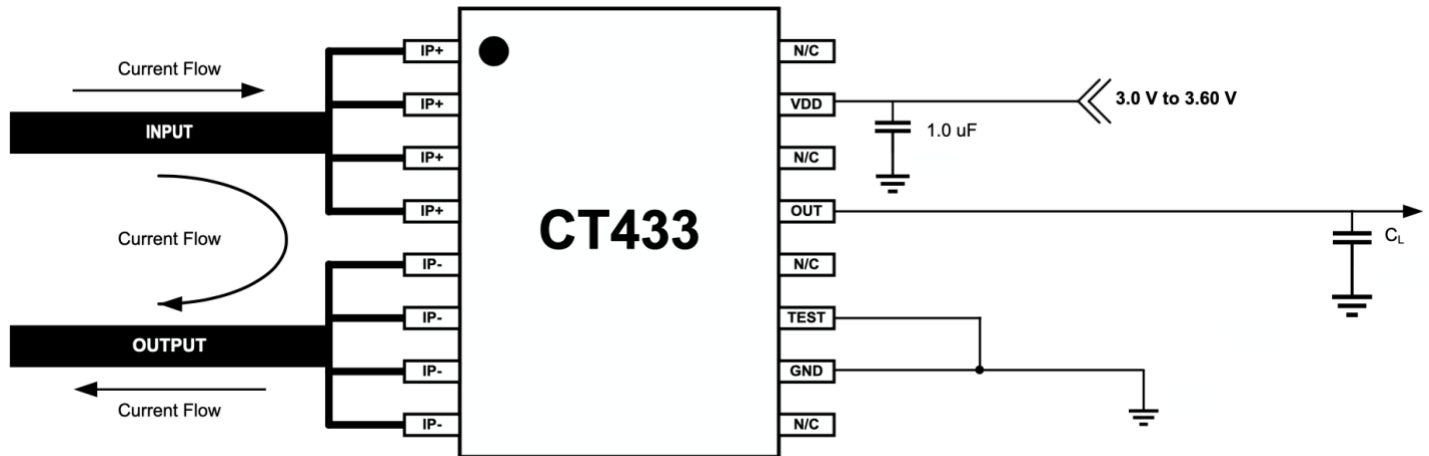 Current Flow
INPUT
Current Flow
OUTPUT
Current Flow
IP+
IP+
IP+
IP+
IP-
IP-
IP-
IP-
CT433
N/C
VDD
N/C
OUT
N/C
TEST
GND
N/C
3.0 V to 3.60 V
1.0 uF
CL